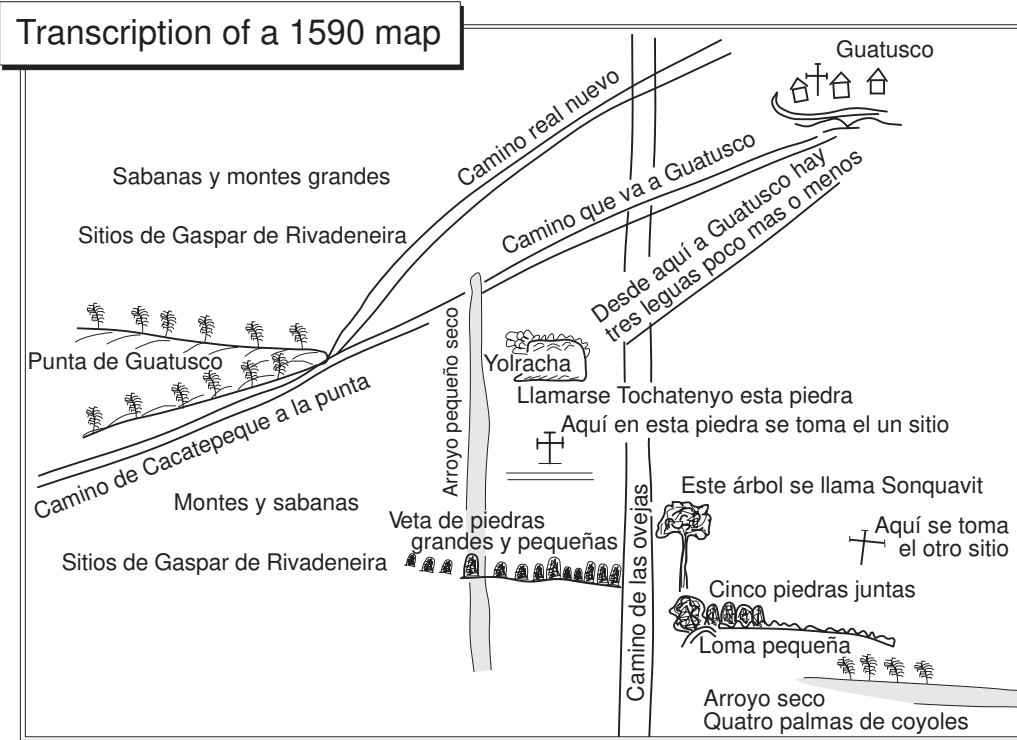 Transcription of a 1590 map
Guatusco
Camino real nuevo
Sabanas y montes grandes
Camino que va a Guatusco
Sitios de Gaspar de Rivadeneira
Desde aquí a Guatusco hay
tres leguas poco mas o menos
Punta de Guatusco
Yolracha
Camino de Cacatepeque a la punta
Arroyo pequeño seco
Llamarse Tochatenyo esta piedra
Aquí en esta piedra se toma el un sitio
Montes y sabanas
Este árbol se llama Sonquavit
Veta de piedras
grandes y pequeñas
Aquí se toma
el otro sitio
Sitios de Gaspar de Rivadeneira
Camino de las ovejas
Cinco piedras juntas
Loma pequeña
Arroyo seco
Quatro palmas de coyoles